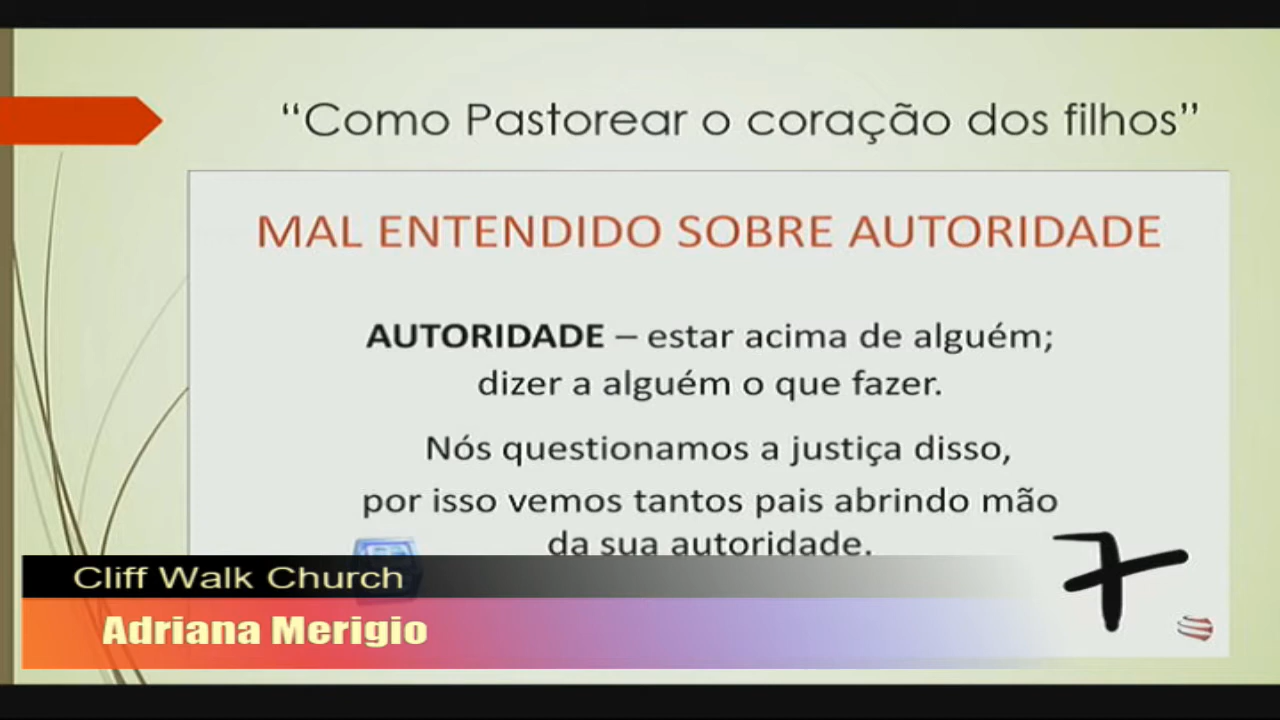 “Como Pastorear o coração dos filhos”
MAL ENTENDIDO SOBRE AUTORIDADE
AUTORIDADE – estar acima de alguém;
dizer a alguém o que fazer.
Nós questionamos a justiça disso,
por isso vemos tantos pais abrindo mão
da sua autoridade.
Cliff Walk Church
Adriana Merigio